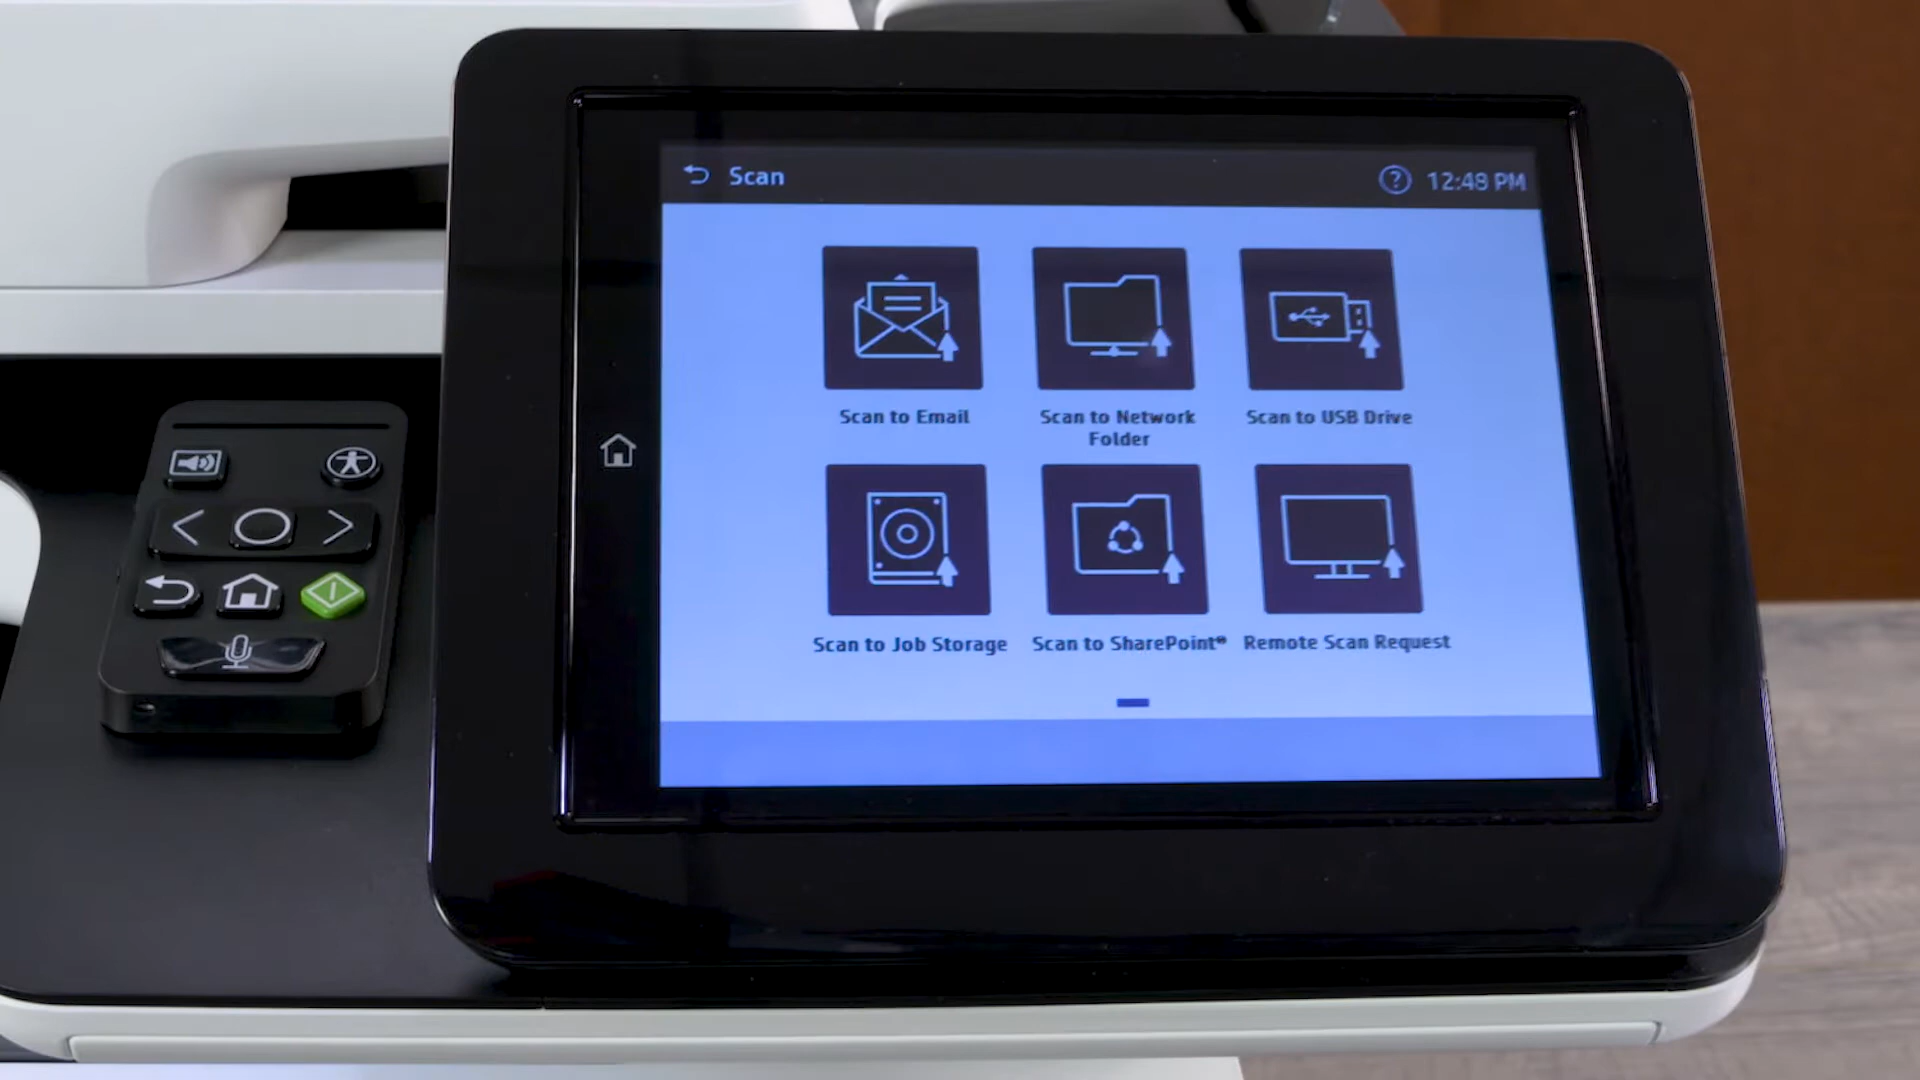 Scan
12:48 PM
Scan to Email
Scan to Network
Folder
Scan to USB Drive
Scan to Job Storage
Scan to SharePoint®
Remote Scan Request